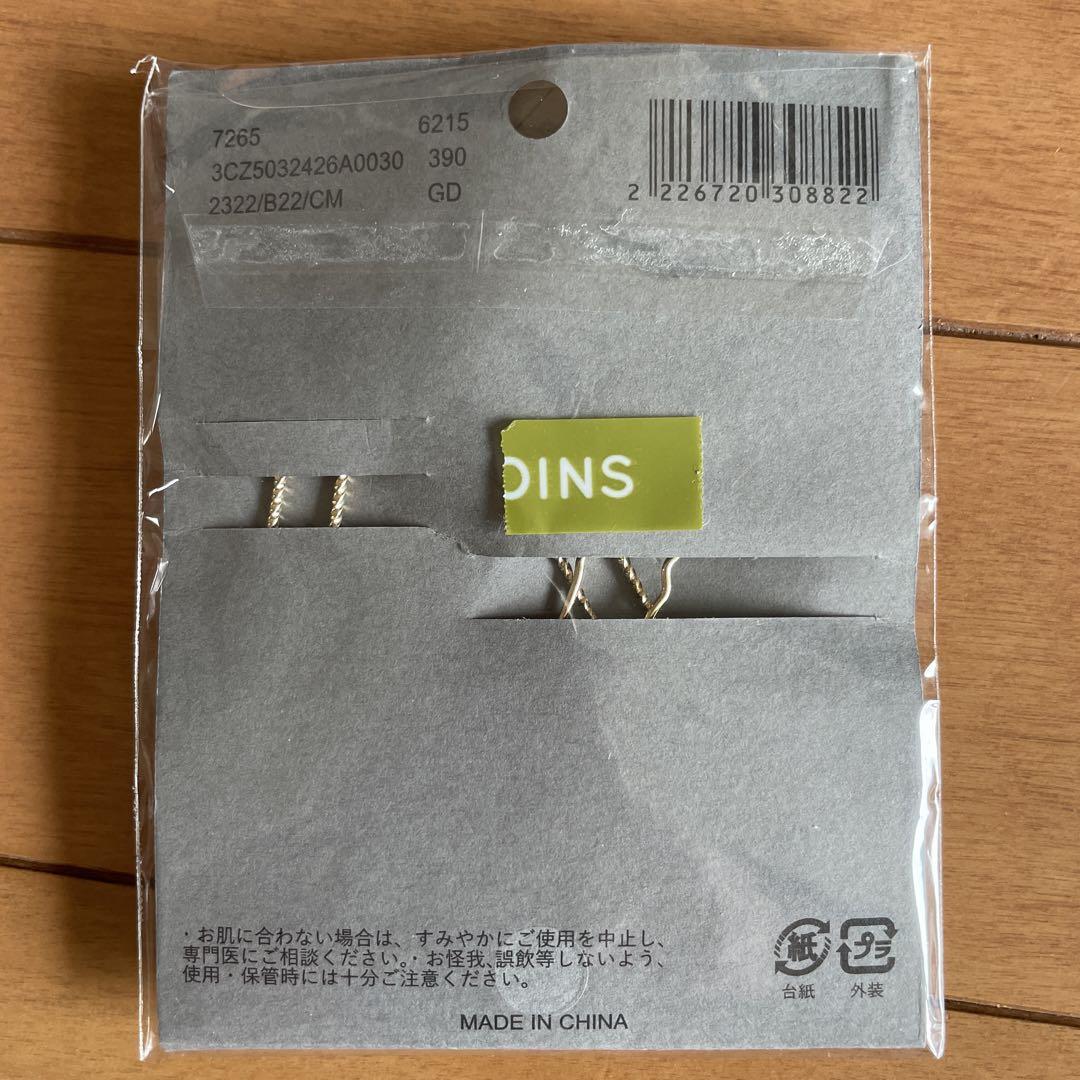 7265 6215
3CZ5032426A0030 390
2322/B22/CM GD
2 226720 308822
OINS
・お肌に合わない場合は、すみやかにご使用を中止し、
専門医にご相談ください。・お怪我、誤飲等しないよう、
使用・保管時には十分ご注意ください。
紙 プラ
台紙 外装
MADE IN CHINA